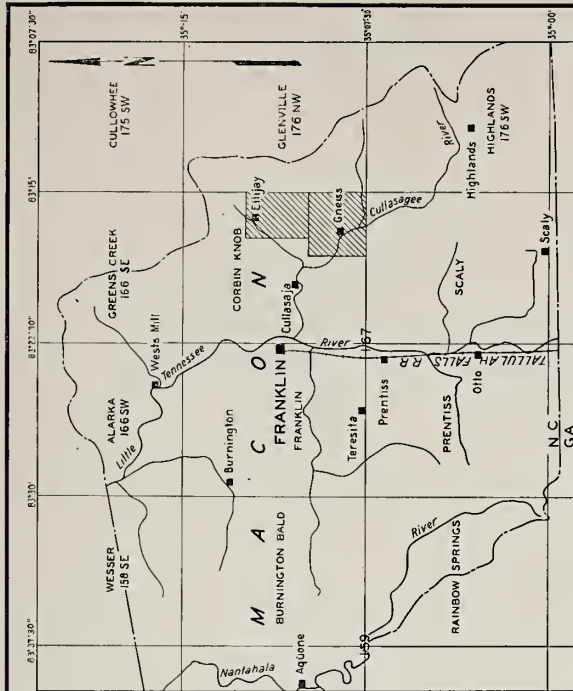 83°07'30"
83°15'
83°22'30"
83°30'
83°37'30"
35°15'
35°07'30"
35°00'
CULLOWHEE
175 SW
GLENVILLE
176 NW
HIGHLANDS
176 SW
Highlands
GREENS CREEK
166 SE
CORBIN KNOB
Ellijay
Gneiss
Cullasagee
River
Cullasaja
SCALY
Scaly
ALARKA
166 SW
Wests Mill
Little
Tennessee
River
FRANKLIN
FRANKLIN
167
TALLULAH FALLS R R
Teresita
Prentiss
PRENTISS
Otto
Burnington
WESSER
158 SE
BURNINGTON BALD
MACON
Nantahala
River
Aquone
159
RAINBOW SPRINGS
N C
GA